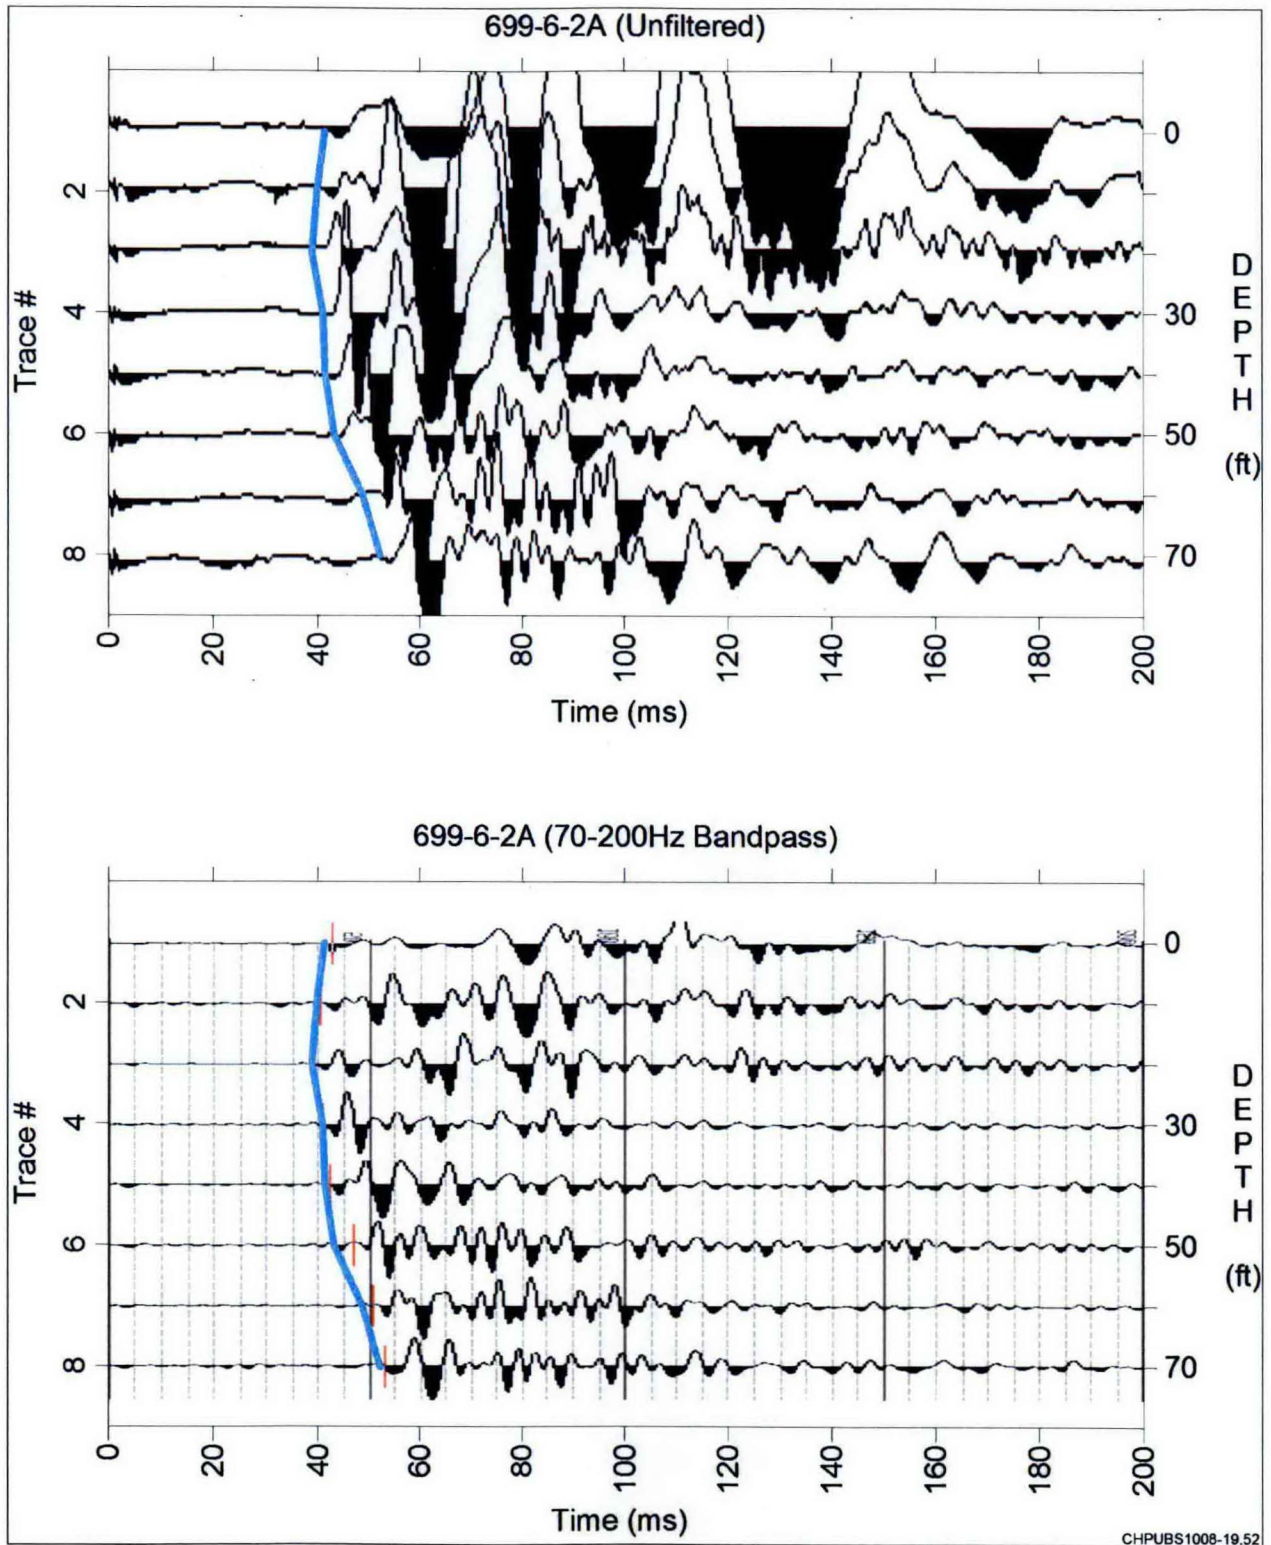 699-6-2A (Unfiltered)
Trace #
2
4
6
8
0
30
50
70
DEPTH
(ft)
0 20 40 60 80 100 120 140 160 180 200
Time (ms)
699-6-2A (70-200Hz Bandpass)
Trace #
2
4
6
8
0
30
50
70
DEPTH
(ft)
0 20 40 60 80 100 120 140 160 180 200
Time (ms)
CHPUBS1008-19.52